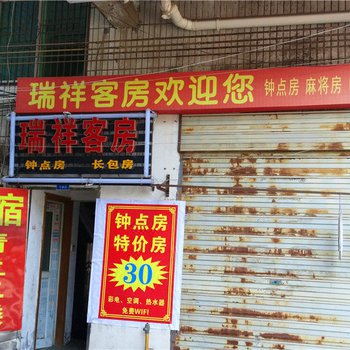 瑞祥客房欢迎您 钟点房 麻将房
瑞祥客房
钟点房 长包房
宿
钟点房
特价房
30
彩电、空调、热水器
免费WIFI